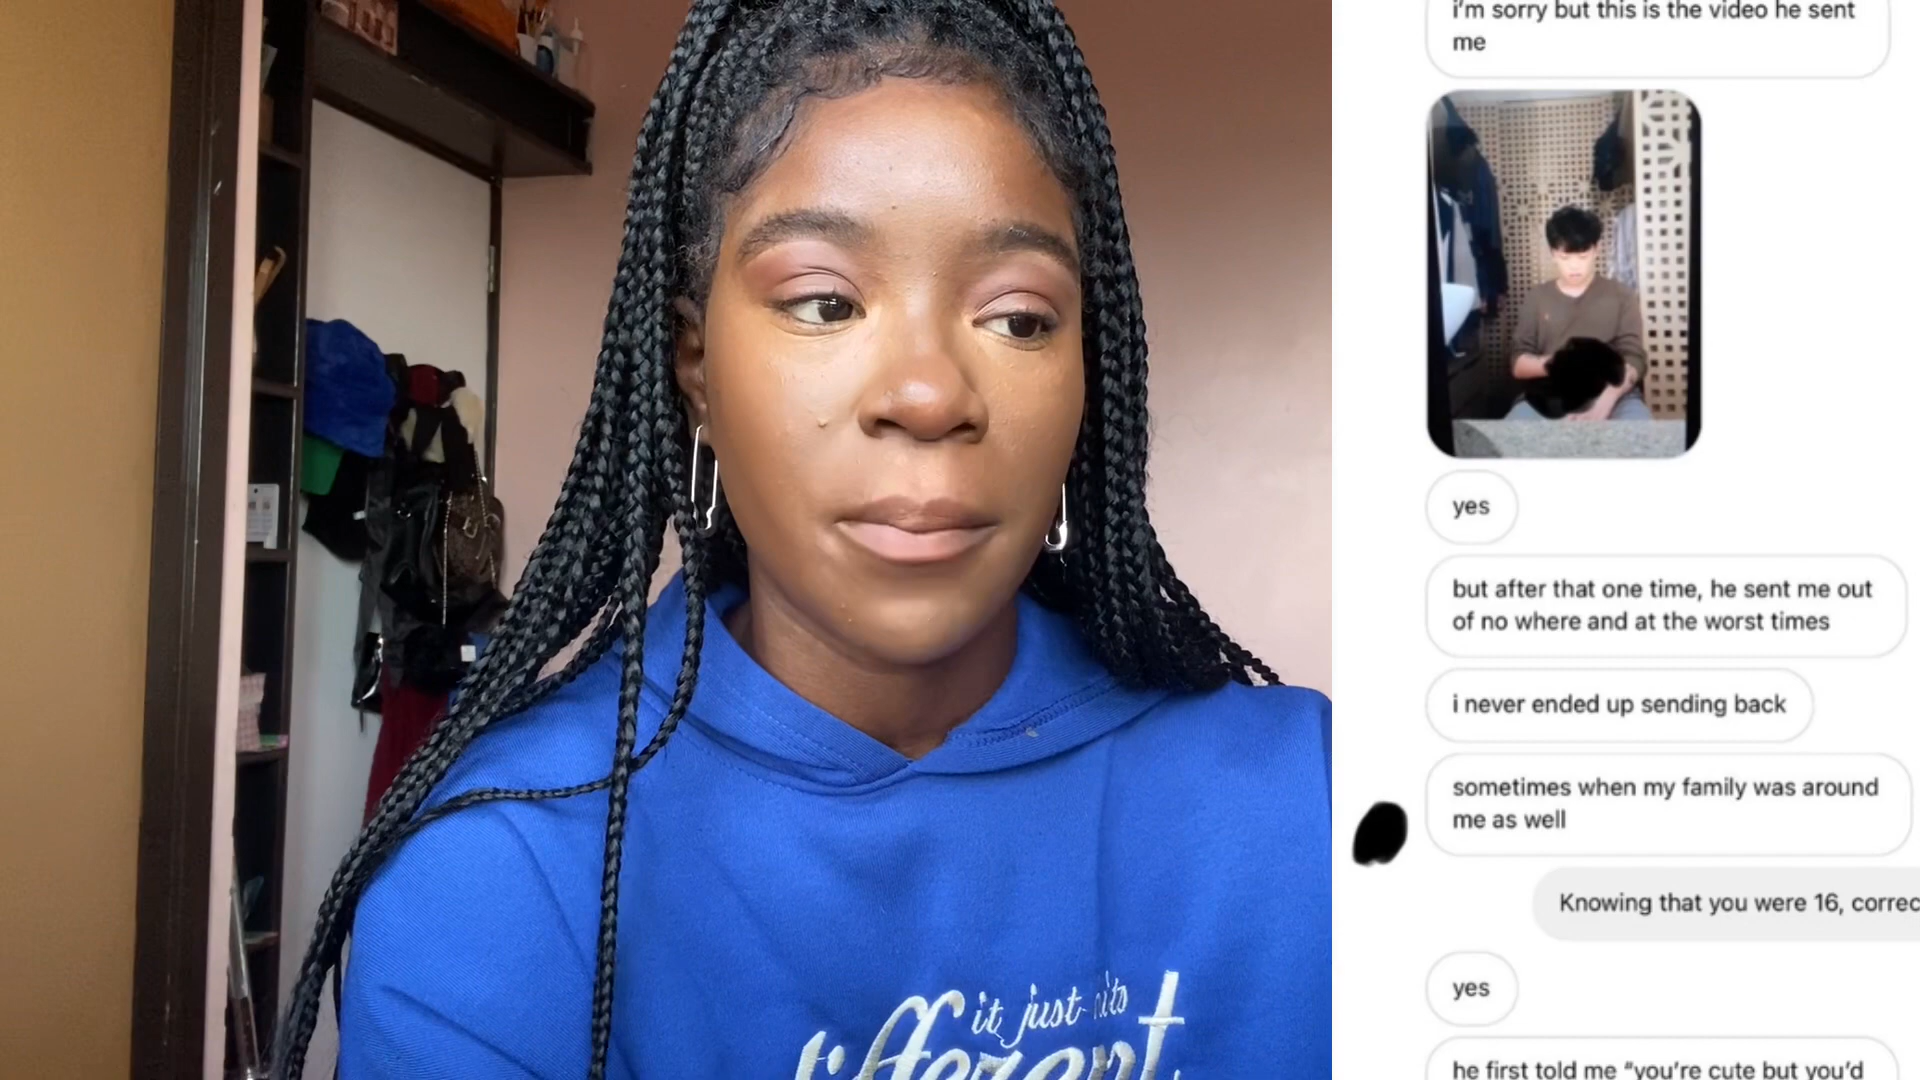 i'm sorry but this is the video he sent
me
yes
but after that one time, he sent me out
of no where and at the worst times
i never ended up sending back
sometimes when my family was around
me as well
Knowing that you were 16, correc
yes
he first told me “you're cute but you'd
it just
different